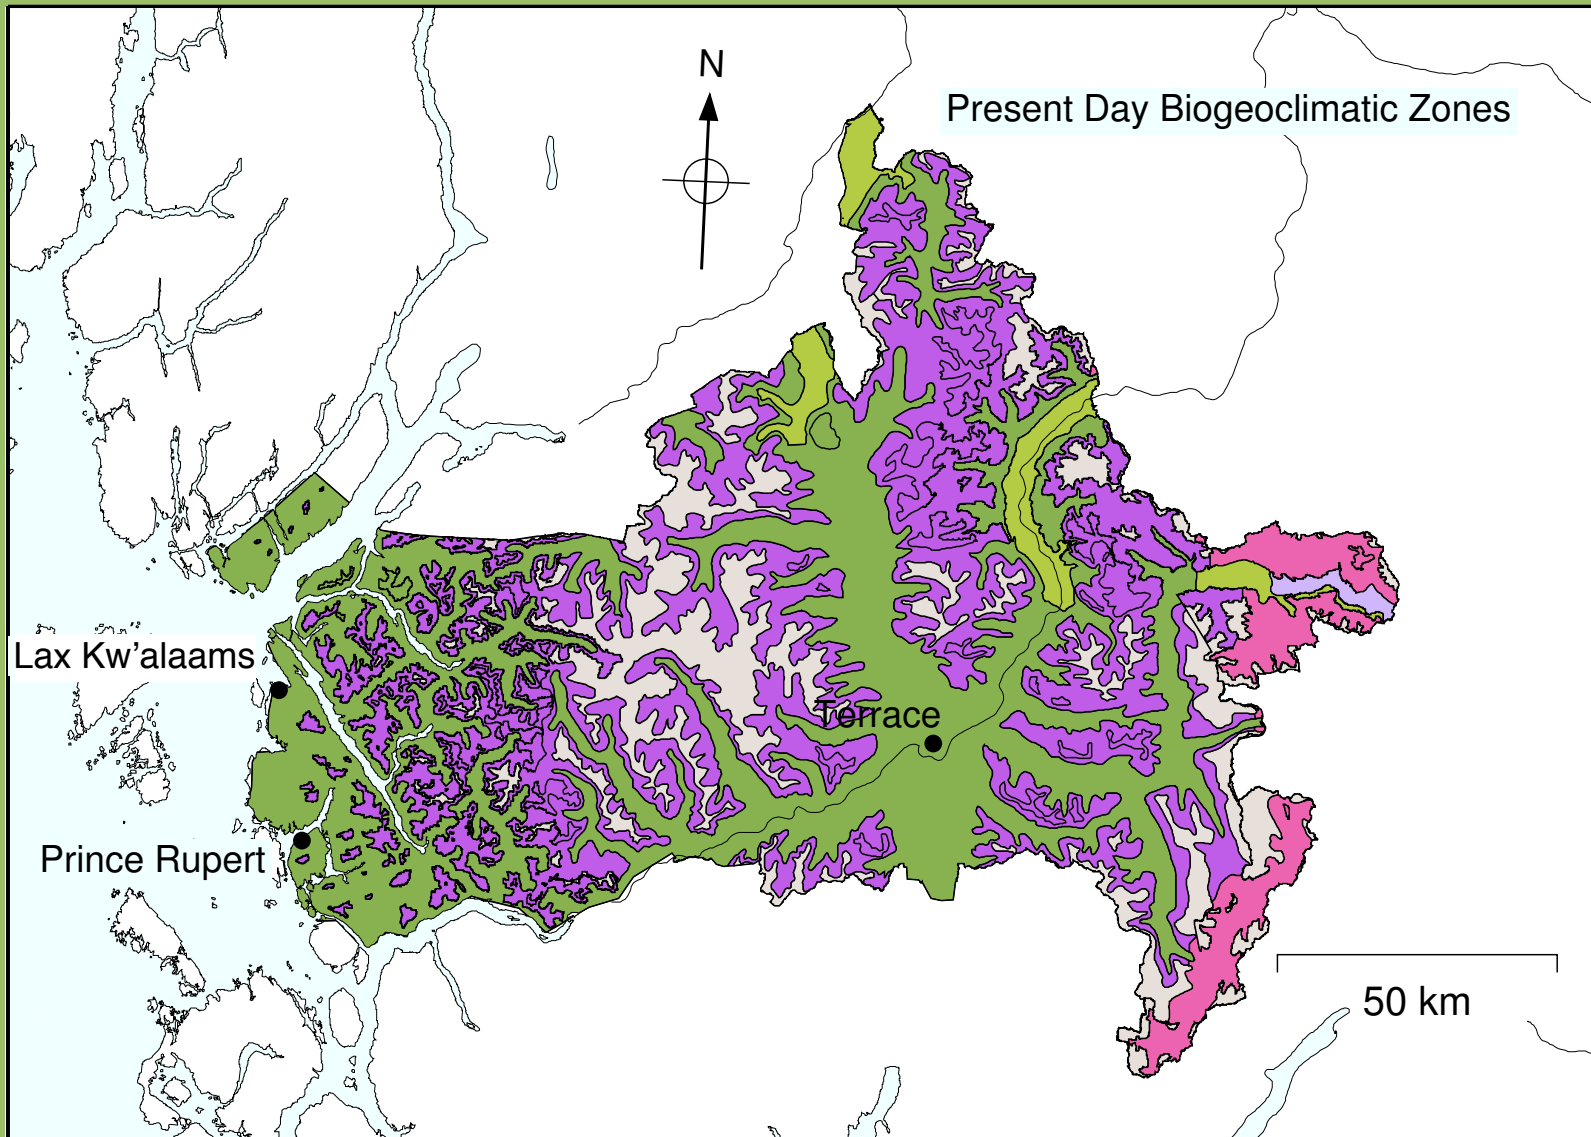 N
Present Day Biogeoclimatic Zones
Lax Kw'alaams
Terrace
Prince Rupert
50 km